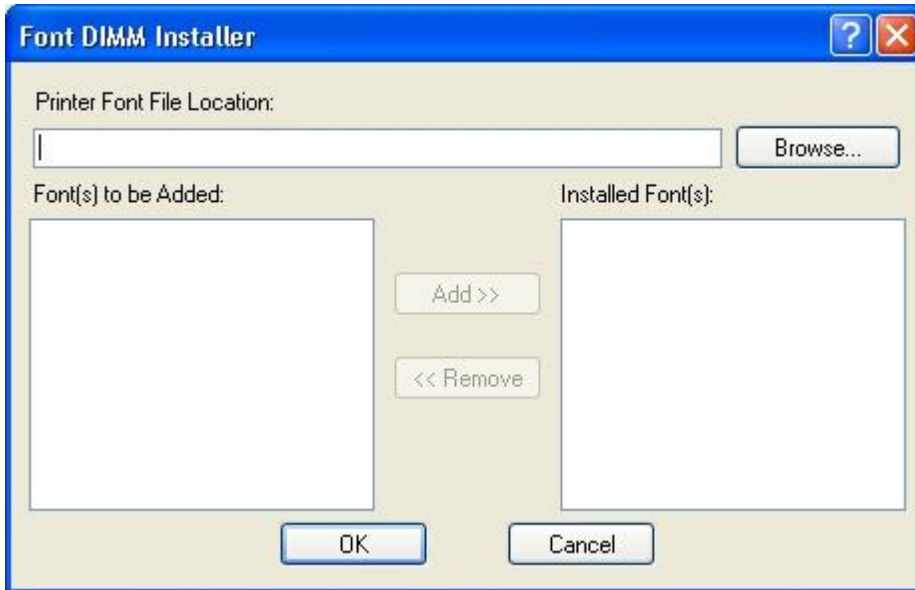 Font DIMM Installer
Printer Font File Location:
Browse...
Font(s) to be Added:
Installed Font(s):
Add >>
<< Remove
OK
Cancel